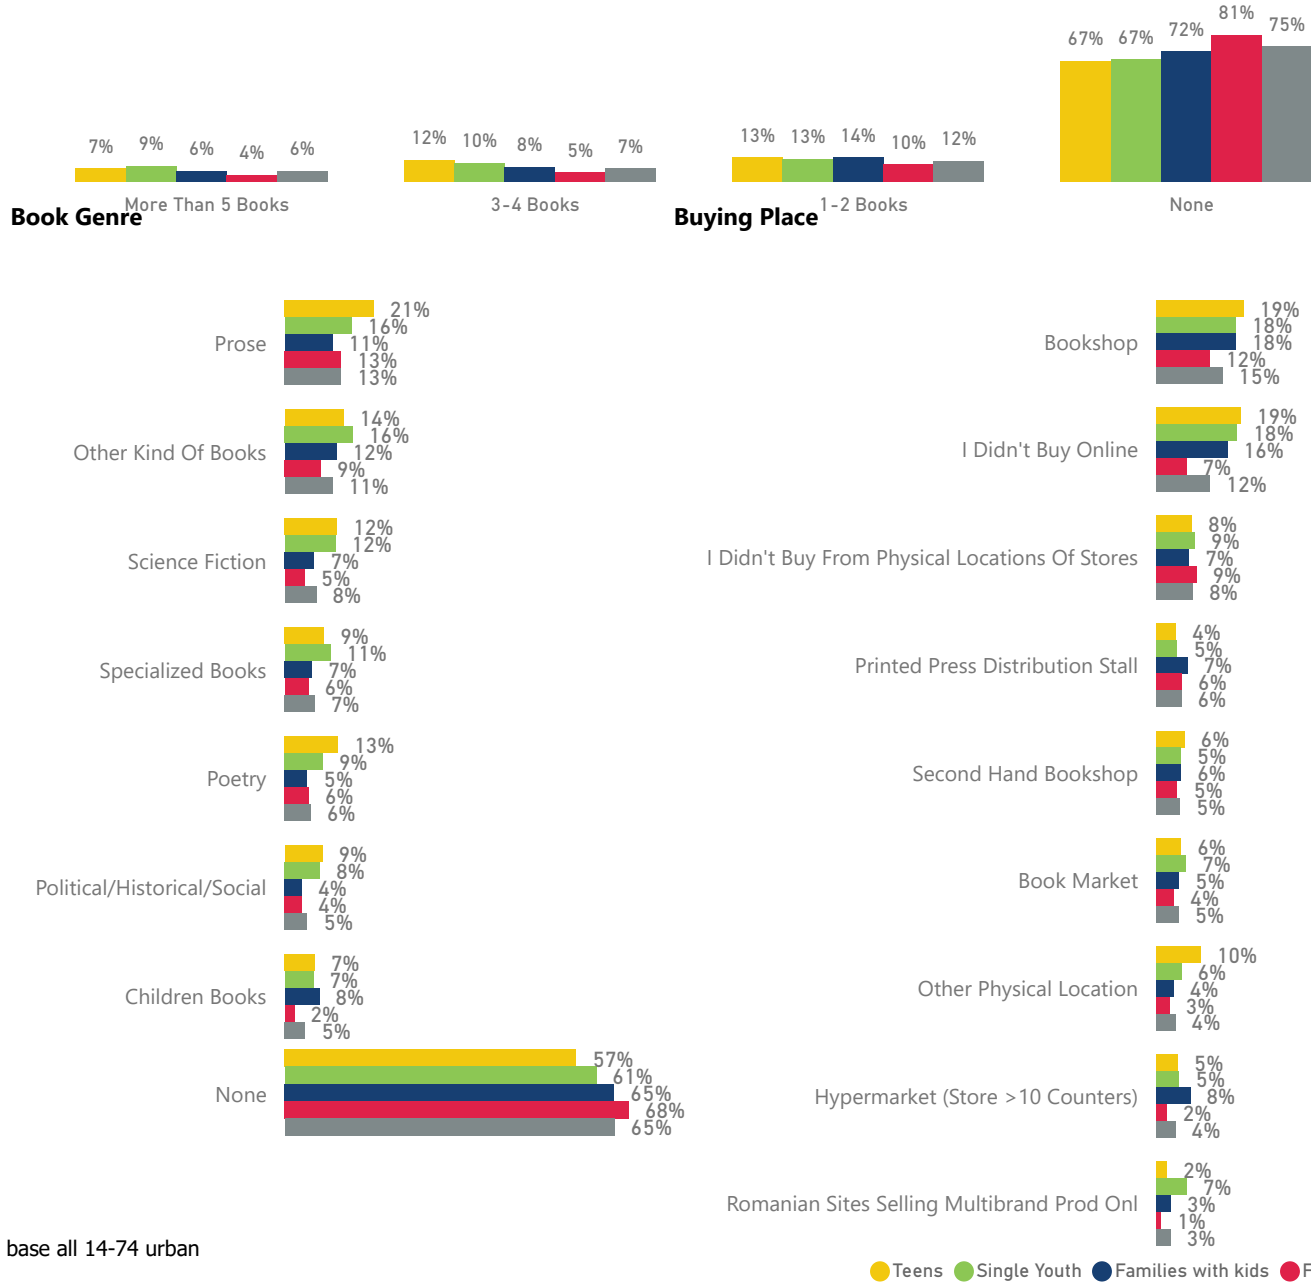 7% 9% 6% 4% 6%
12% 10% 8% 5% 7%
13% 13% 14% 10% 12%
67% 67% 72% 81% 75%
More Than 5 Books
3-4 Books
1-2 Books
None
Book Genre
Prose
21%
16%
11%
13%
13%
Other Kind Of Books
14%
16%
12%
9%
11%
Science Fiction
12%
12%
7%
5%
8%
Specialized Books
9%
11%
7%
6%
7%
Poetry
13%
9%
5%
6%
6%
Political/Historical/Social
9%
8%
4%
4%
5%
Children Books
7%
7%
8%
2%
5%
None
57%
61%
65%
68%
65%
Buying Place
Bookshop
19%
18%
18%
12%
15%
I Didn't Buy Online
19%
18%
16%
7%
12%
I Didn't Buy From Physical Locations Of Stores
8%
9%
7%
9%
8%
Printed Press Distribution Stall
4%
5%
7%
6%
6%
Second Hand Bookshop
6%
5%
6%
5%
5%
Book Market
6%
7%
5%
4%
5%
Other Physical Location
10%
6%
4%
3%
4%
Hypermarket (Store >10 Counters)
5%
5%
8%
2%
4%
Romanian Sites Selling Multibrand Prod Onl
2%
7%
3%
1%
3%
base all 14-74 urban
Teens Single Youth Families with kids F